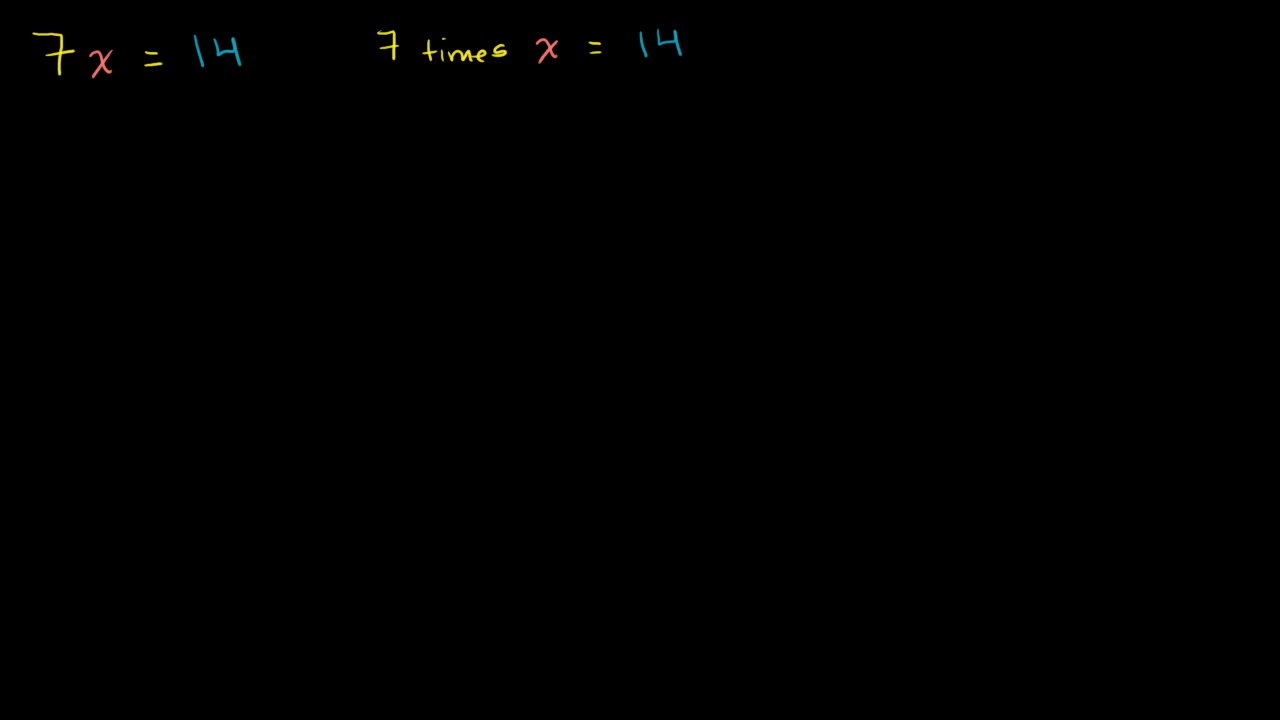 7x = 14 7 times x = 14